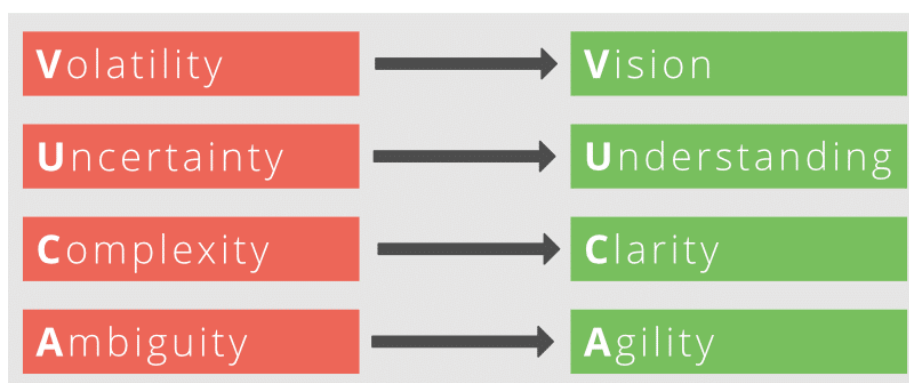 Volatility
Vision
Uncertainty
Understanding
Complexity
Clarity
Ambiguity
Agility